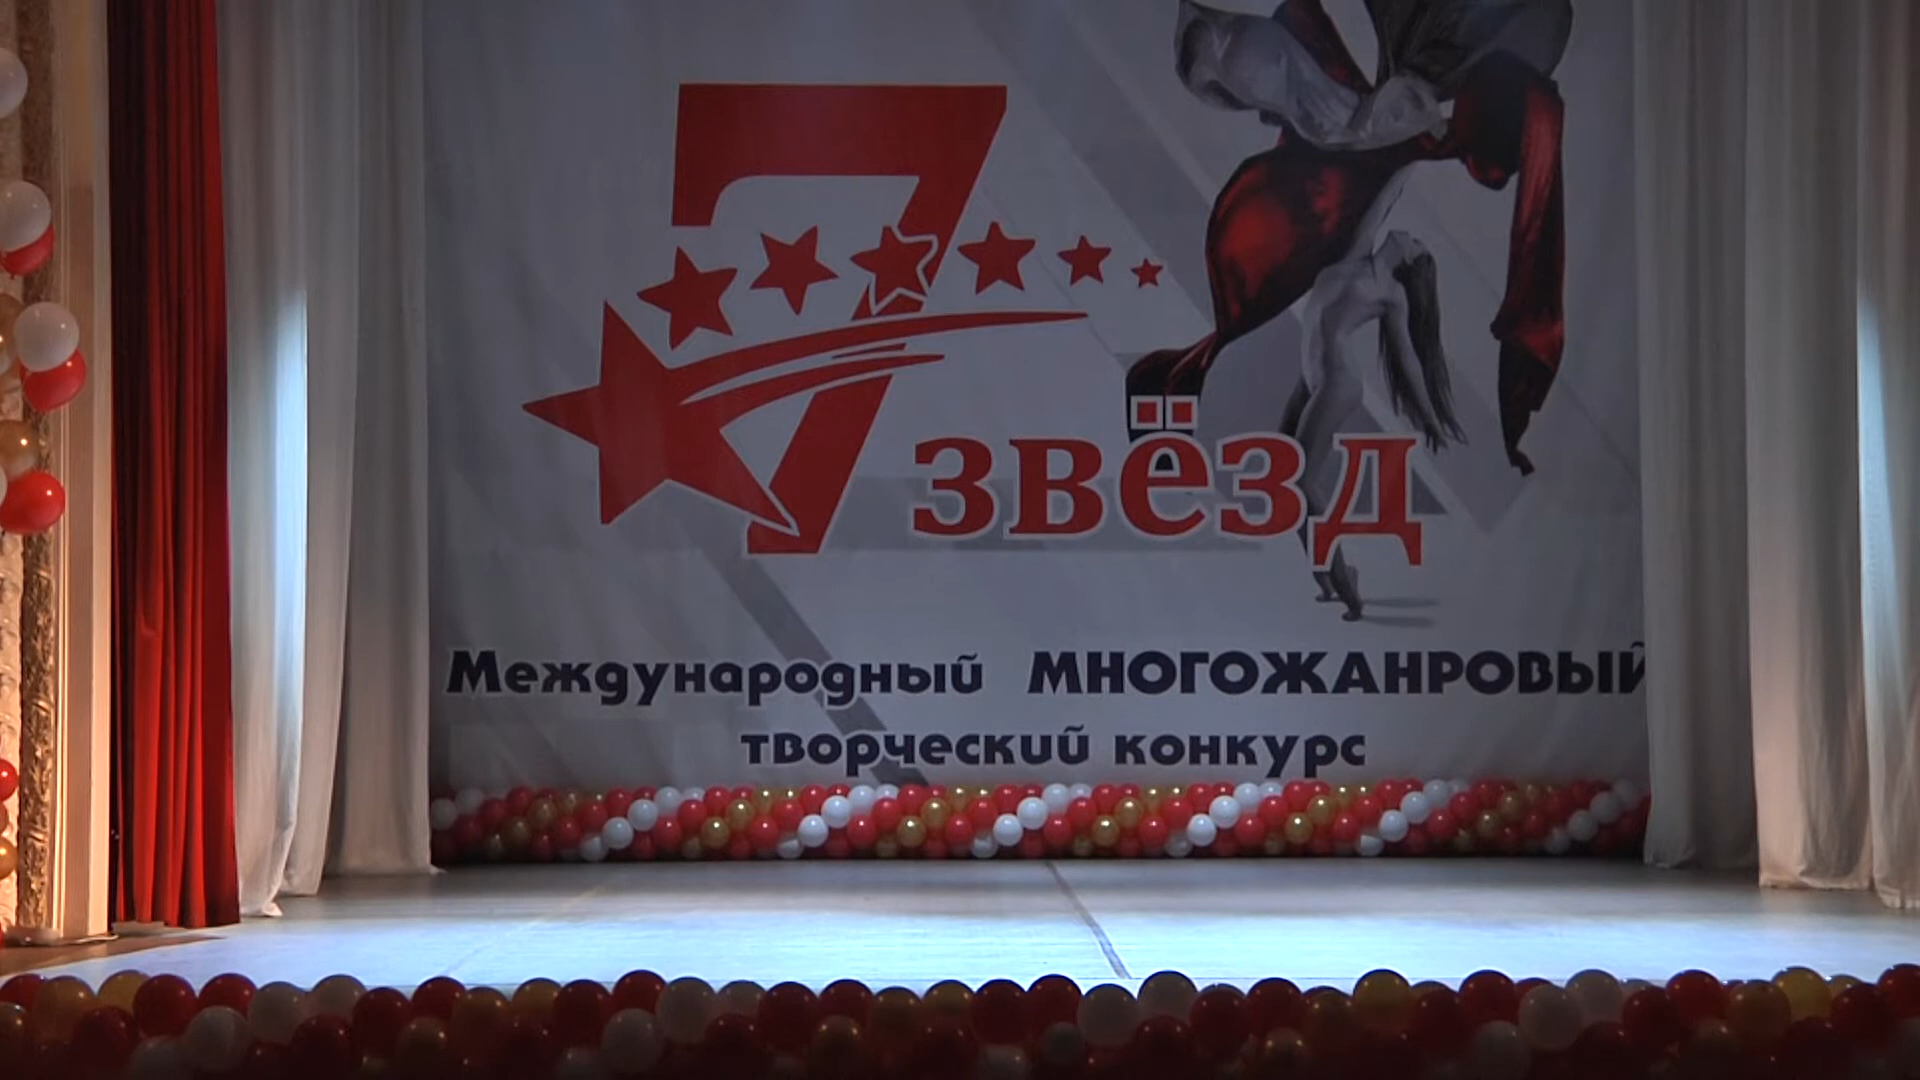 7
звёзд
Международный МНОГОЖАНРОВЫЙ
творческий конкурс